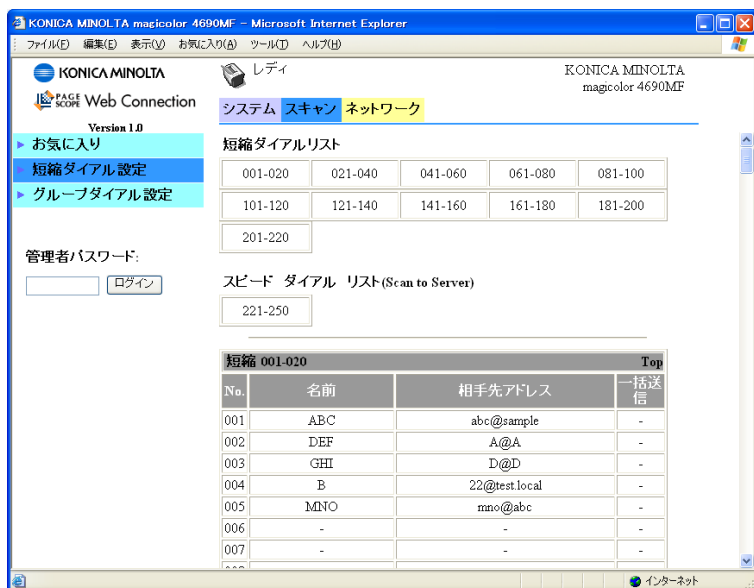 KONICA MINOLTA magicolor 4690MF - Microsoft Internet Explorer
ファイル(F) 編集(E) 表示(V) お気に入り(A) ツール(T) ヘルプ(H)
KONICA MINOLTA
レディ
KONICA MINOLTA
magicolor 4690MF
PAGE SCOPE Web Connection
Version 1.0
システム スキャン ネットワーク
お気に入り
短縮ダイアル設定
グループダイアル設定
管理者パスワード:
ログイン
短縮ダイアルリスト
001-020 021-040 041-060 061-080 081-100
101-120 121-140 141-160 161-180 181-200
201-220
スピード ダイアル リスト(Scan to Server)
221-250
短縮 001-020 Top
No. 名前 相手先アドレス 一括送信
001 ABC abc@sample -
002 DEF A@A -
003 GHI D@D -
004 B 22@test.local -
005 MNO mno@abc -
006 - - -
007 - - -
インターネット